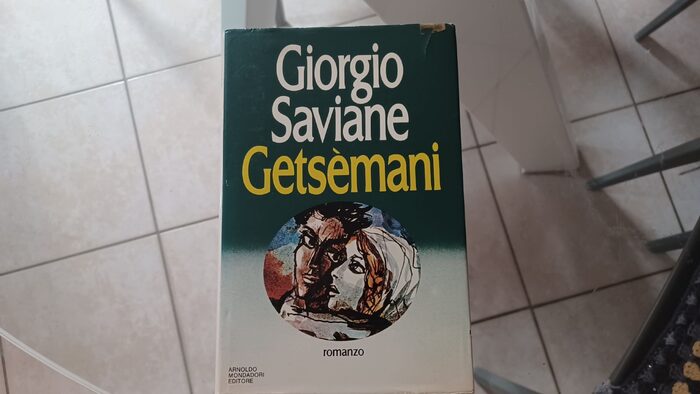 Giorgio
Saviane
Getsèmani
romanzo
ARNOLDO
MONDADORI
EDITORE